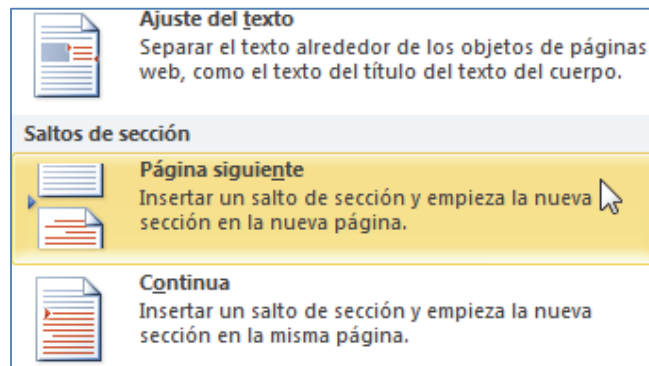 Ajuste del texto
Separar el texto alrededor de los objetos de páginas
web, como el texto del título del texto del cuerpo.
Saltos de sección
Página siguiente
Insertar un salto de sección y empieza la nueva
sección en la nueva página.
Continua
Insertar un salto de sección y empieza la nueva
sección en la misma página.